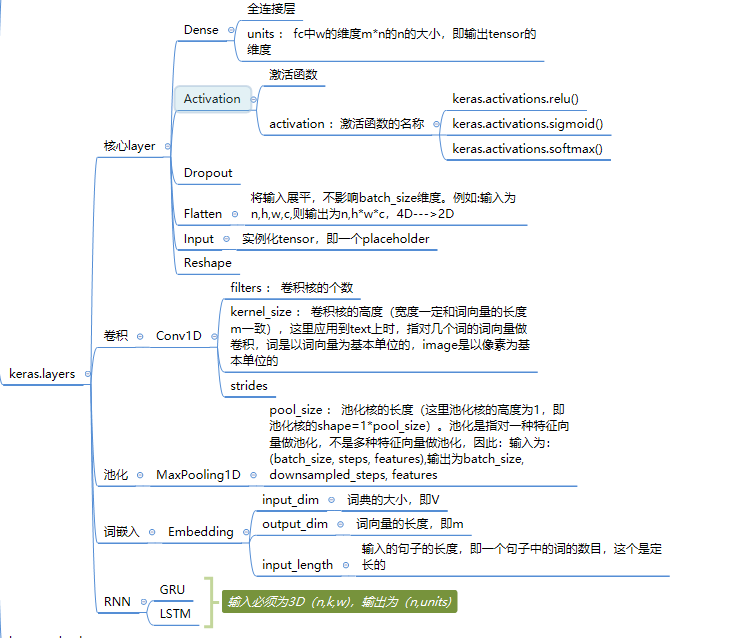 全连接层
Dense
units： fc中w的维度m*n的n的大小，即输出tensor的
维度
激活函数
Activation
keras.activations.relu()
activation：激活函数的名称
keras.activations.sigmoid()
keras.activations.softmax()
核心layer
Dropout
将输入展平，不影响batch_size维度。例如:输入为
n,h,w,c,则输出为n,h*w*c，4D--->2D
Flatten
Input
实例化tensor，即一个placeholder
Reshape
filters： 卷积核的个数
kernel_size： 卷积核的高度（宽度一定和词向量的长度
m一致），这里应用到text上时，指对几个词的词向量做
卷积，词是以词向量为基本单位的，image是以像素为基
本单位的
卷积
Conv1D
strides
keras.layers
pool_size： 池化核的长度（这里池化核的高度为1，即
池化核的shape=1*pool_size）。池化是指对一种特征向
量做池化，不是多种特征向量做池化，因此：输入为：
(batch_size, steps, features),输出为batch_size,
downsampled_steps, features
池化
MaxPooling1D
input_dim
词典的大小，即V
词嵌入
Embedding
output_dim
词向量的长度，即m
输入的句子的长度，即一个句子中的词的数目，这个是定
长的
input_length
RNN
GRU
LSTM
输入必须为3D（n,k,w)，输出为（n,units)